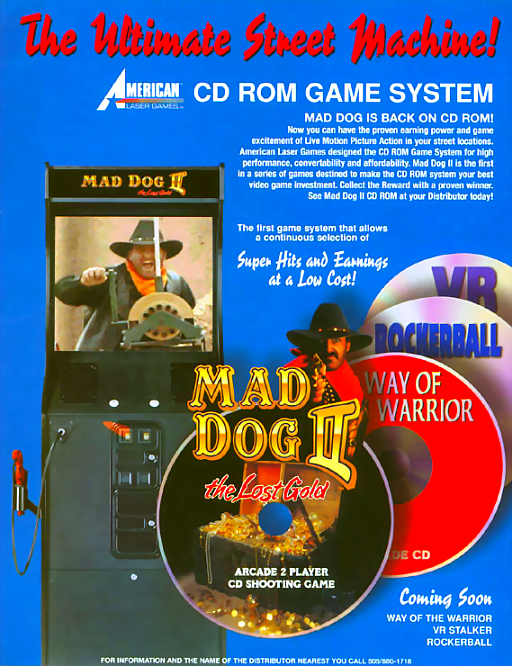 The Ultimate Street Machine!
AMERICAN
LASER GAMES
CD ROM GAME SYSTEM
MAD DOG IS BACK ON CD ROM!
Now you can have the proven earning power and game
excitement of Live Motion Picture Action in your street locations.
American Laser Games designed the CD ROM Game System for high
performance, convertability and affordability. Mad Dog II is the first
in a series of games destined to make the CD ROM system your best
video game investment. Collect the Reward with a proven winner.
See Mad Dog II CD ROM at your Distributor today!
MAD DOG II
the Lost Gold
The first game system that allows
a continuous selection of
Super Hits and Earnings
at a Low Cost!
VR
ROCKERBALL
WAY OF
WARRIOR
DE CD
MAD
DOG II
the Lost Gold
ARCADE 2 PLAYER
CD SHOOTING GAME
Coming Soon
WAY OF THE WARRIOR
VR STALKER
ROCKERBALL
FOR INFORMATION AND THE NAME OF THE DISTRIBUTOR NEAREST YOU CALL 505/880-1718